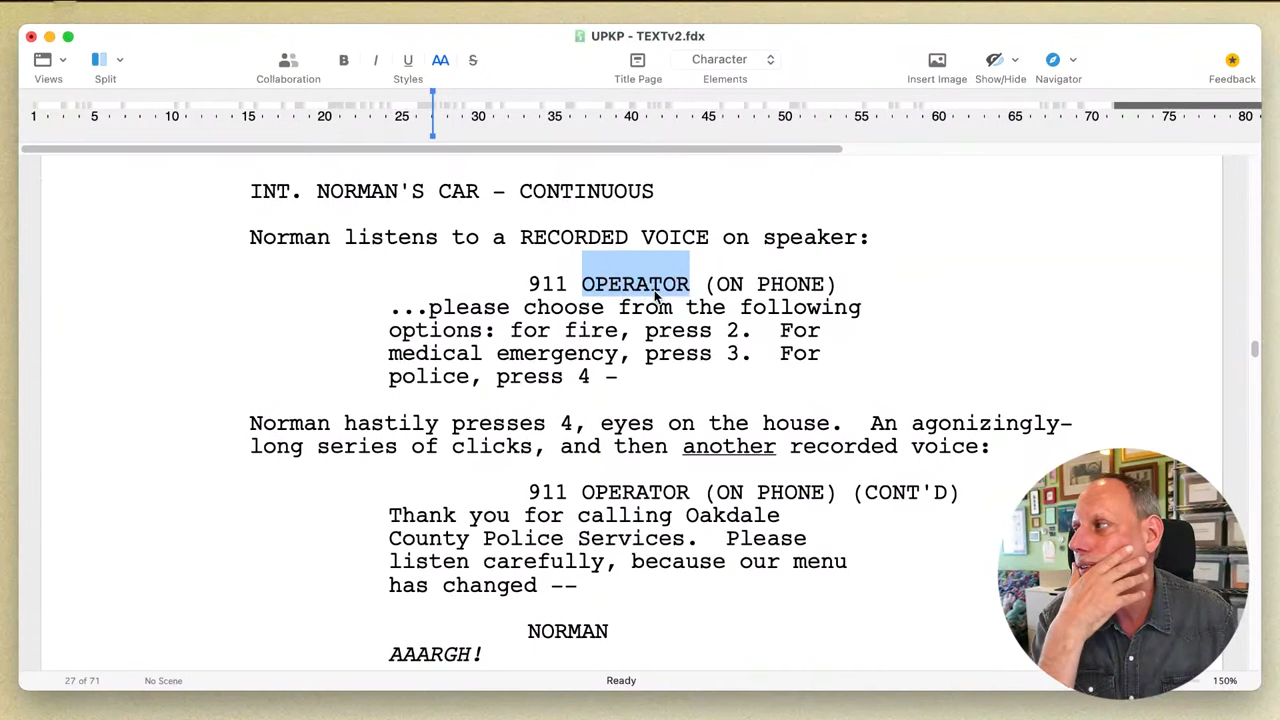 UPKP - TEXTv2.fdx
B I U AA S Character
Views Split Collaboration Styles Title Page Elements Insert Image Show/Hide Navigator Feedback
1 5 10 15 20 25 30 35 40 45 50 55 60 65 70 75 80
INT. NORMAN'S CAR - CONTINUOUS
Norman listens to a RECORDED VOICE on speaker:
911 OPERATOR (ON PHONE)
...please choose from the following
options: for fire, press 2.  For
medical emergency, press 3.  For
police, press 4 -
Norman hastily presses 4, eyes on the house.  An agonizingly-
long series of clicks, and then another recorded voice:
911 OPERATOR (ON PHONE) (CONT'D)
Thank you for calling Oakdale
County Police Services.  Please
listen carefully, because our menu
has changed --
NORMAN
AAARGH!
27 of 71 No Scene Ready 150%